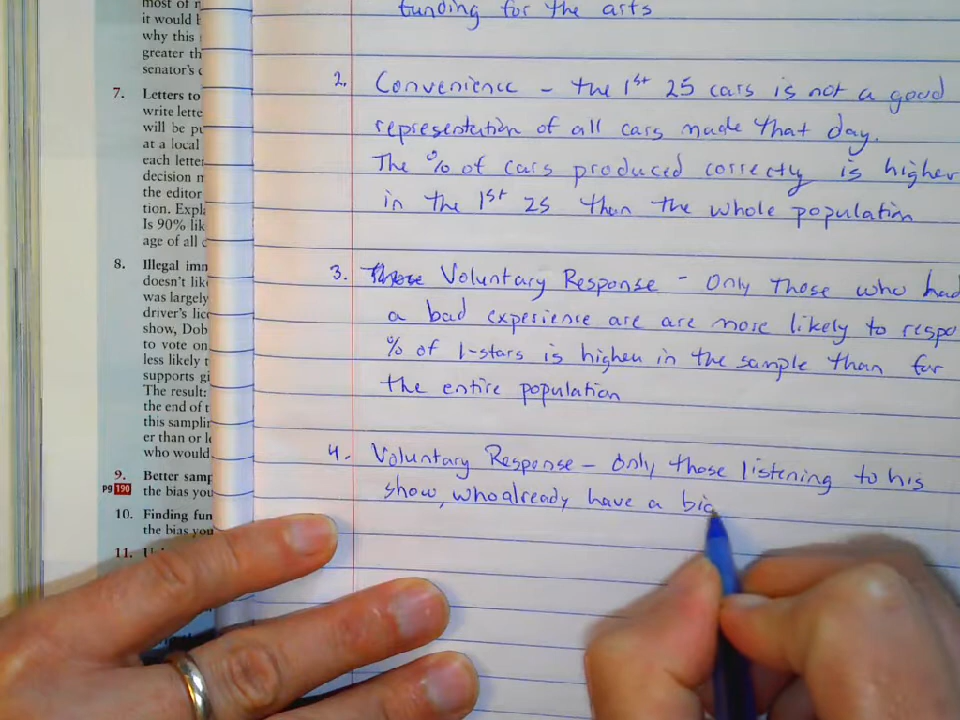 most of
it would
why this
greater th
senator's
7. Letters to
write lette
will be pu
at a local
each letter
decision
the editor
tion. Expl
Is 90% lik
age of all
8. Illegal imm
doesn't lik
was largely
driver's lic
show, Dob
to vote on
less likely
supports gi
The result:
the end of
this samplin
er than or
who would
9. Better samp
pg 190 the bias you
10. Finding fun
the bias you
11.
funding for the arts
2. Convenience - the 1st 25 cars is not a good
representation of all cars made that day.
The % of cars produced correctly is higher
in the 1st 25 than the whole population
3. Voluntary Response - Only those who had
a bad experience are are more likely to respo
% of 1-stars is higher in the sample than for
the entire population
4. Voluntary Response - Only those listening to his
show, who already have a bia